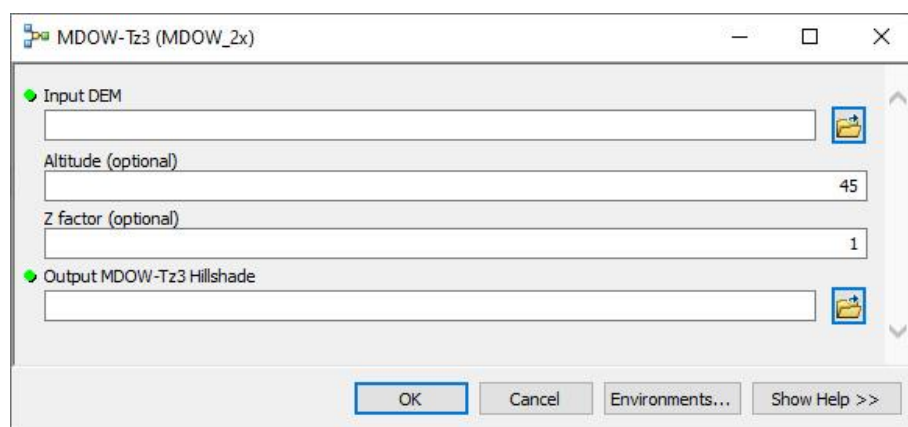 MDOW-Tz3 (MDOW_2x)
Input DEM
Altitude (optional)
45
Z factor (optional)
1
Output MDOW-Tz3 Hillshade
OK Cancel Environments... Show Help >>